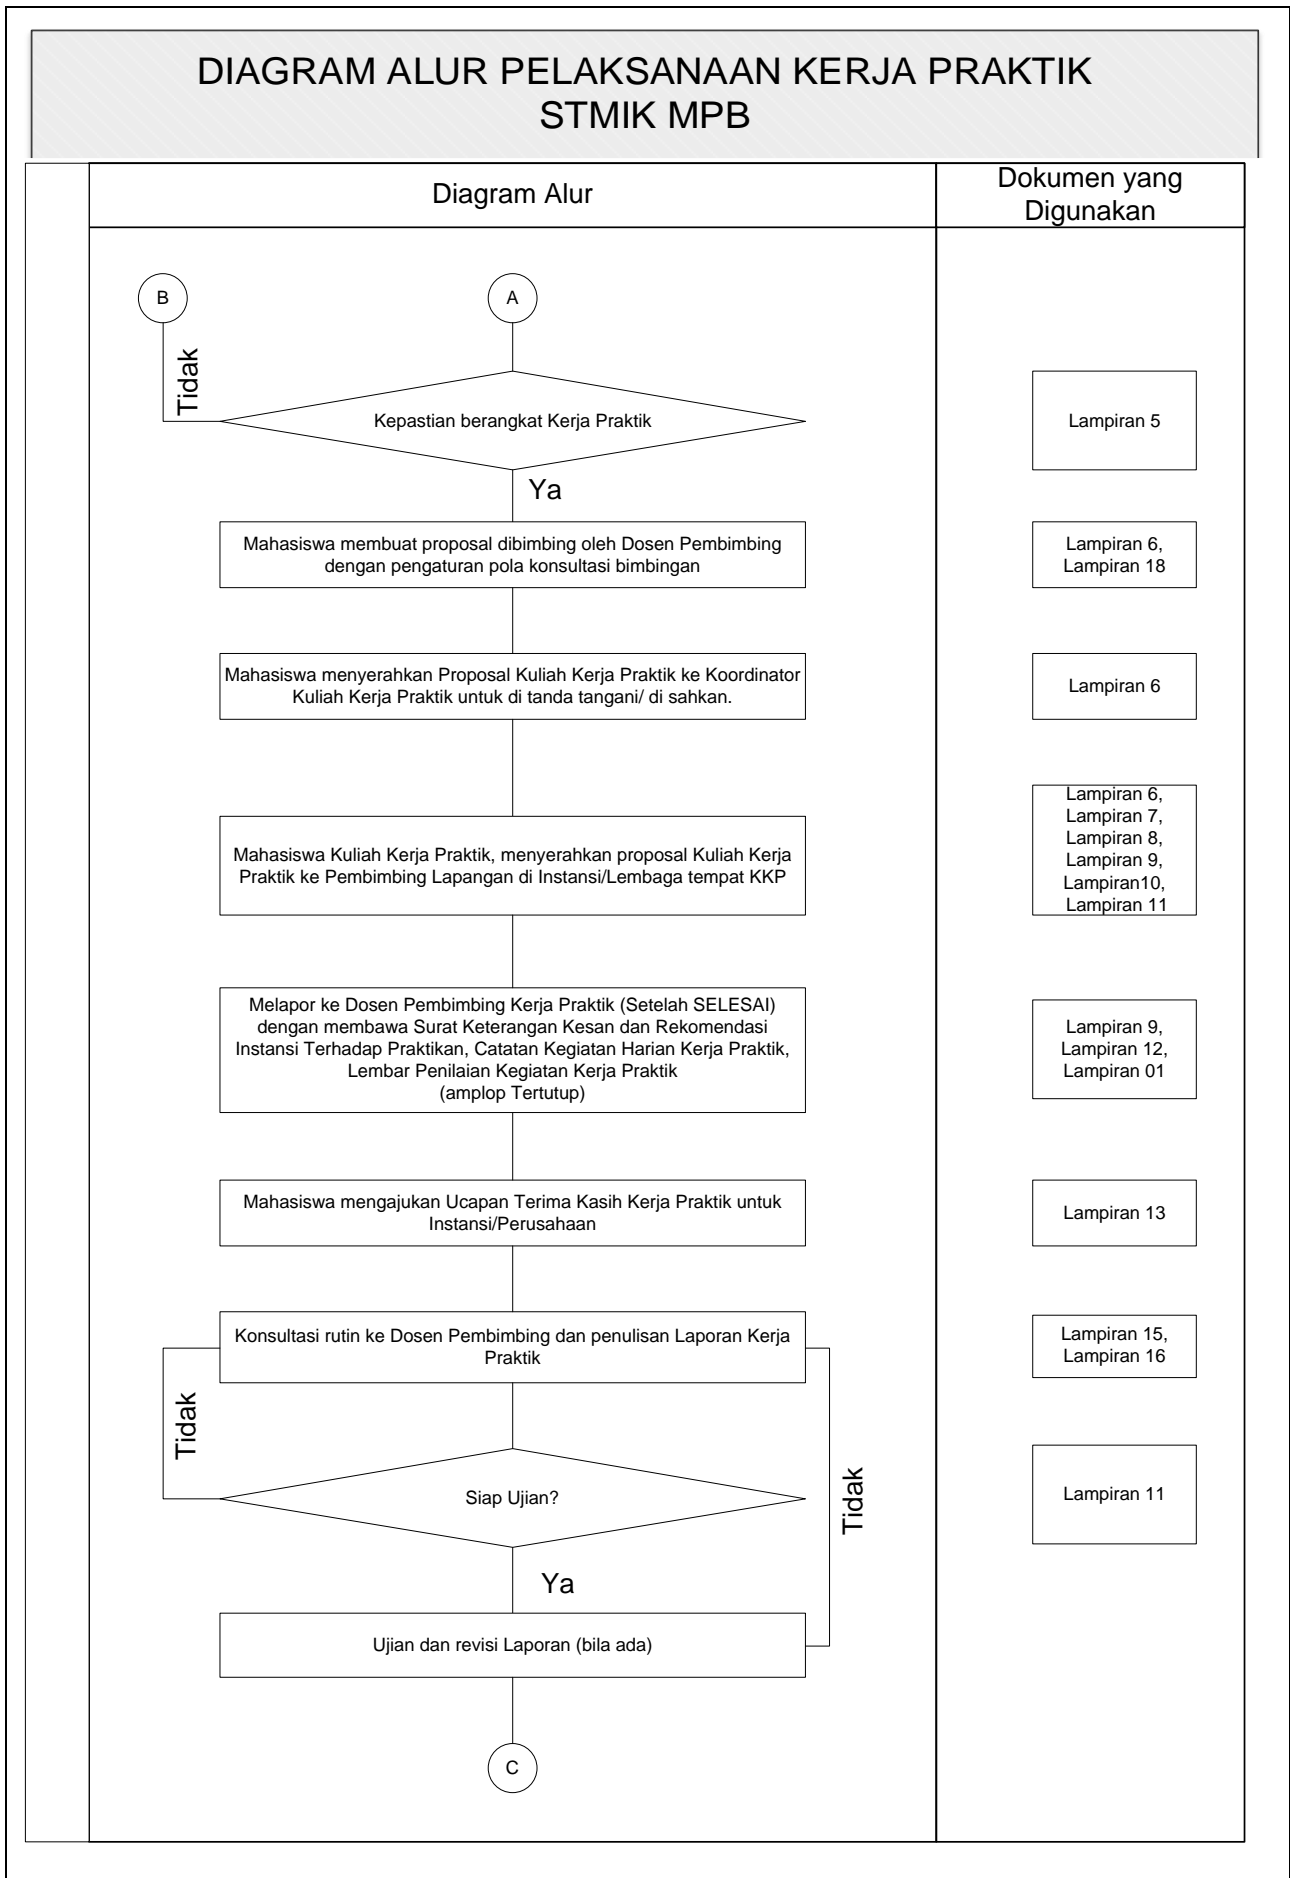 DIAGRAM ALUR PELAKSANAAN KERJA PRAKTIK
STMIK MPB
Diagram Alur
Dokumen yang
Digunakan
B
A
Tidak
Kepastian berangkat Kerja Praktik
Lampiran 5
Ya
Mahasiswa membuat proposal dibimbing oleh Dosen Pembimbing
dengan pengaturan pola konsultasi bimbingan
Lampiran 6,
Lampiran 18
Mahasiswa menyerahkan Proposal Kuliah Kerja Praktik ke Koordinator
Kuliah Kerja Praktik untuk di tanda tangani/ di sahkan.
Lampiran 6
Mahasiswa Kuliah Kerja Praktik, menyerahkan proposal Kuliah Kerja
Praktik ke Pembimbing Lapangan di Instansi/Lembaga tempat KKP
Lampiran 6,
Lampiran 7,
Lampiran 8,
Lampiran 9,
Lampiran10,
Lampiran 11
Melapor ke Dosen Pembimbing Kerja Praktik (Setelah SELESAI)
dengan membawa Surat Keterangan Kesan dan Rekomendasi
Instansi Terhadap Praktikan, Catatan Kegiatan Harian Kerja Praktik,
Lembar Penilaian Kegiatan Kerja Praktik
(amplop Tertutup)
Lampiran 9,
Lampiran 12,
Lampiran 01
Mahasiswa mengajukan Ucapan Terima Kasih Kerja Praktik untuk
Instansi/Perusahaan
Lampiran 13
Konsultasi rutin ke Dosen Pembimbing dan penulisan Laporan Kerja
Praktik
Lampiran 15,
Lampiran 16
Tidak
Siap Ujian?
Tidak
Lampiran 11
Ya
Ujian dan revisi Laporan (bila ada)
C